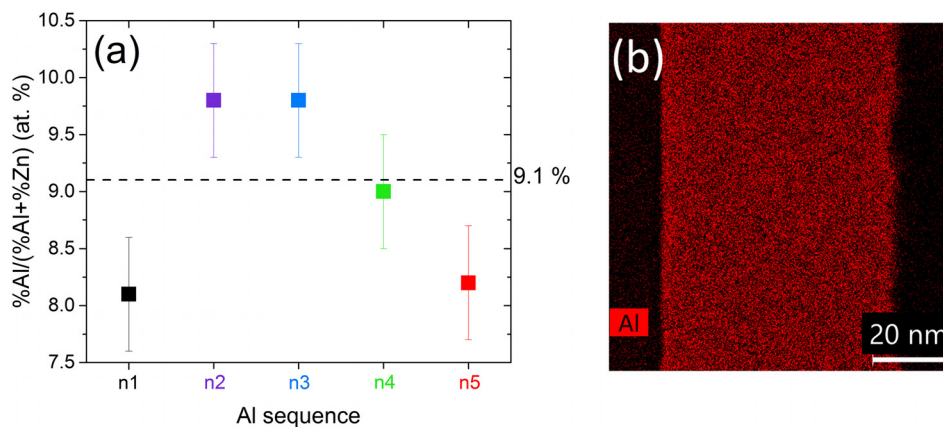 (a)
%Al/(%Al+%Zn) (at. %)
10.5
10.0
9.5
9.0
8.5
8.0
7.5
9.1 %
n1 n2 n3 n4 n5
Al sequence
(b)
Al
20 nm